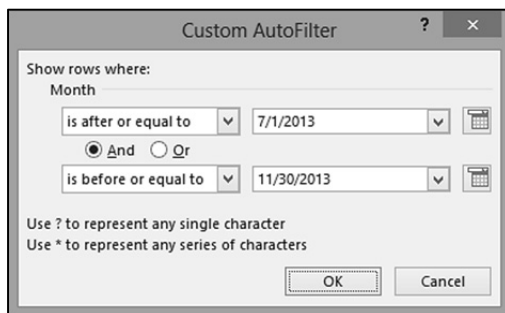 Custom AutoFilter ? ×
Show rows where:
Month
is after or equal to 7/1/2013
And Or
is before or equal to 11/30/2013
Use ? to represent any single character
Use * to represent any series of characters
OK Cancel